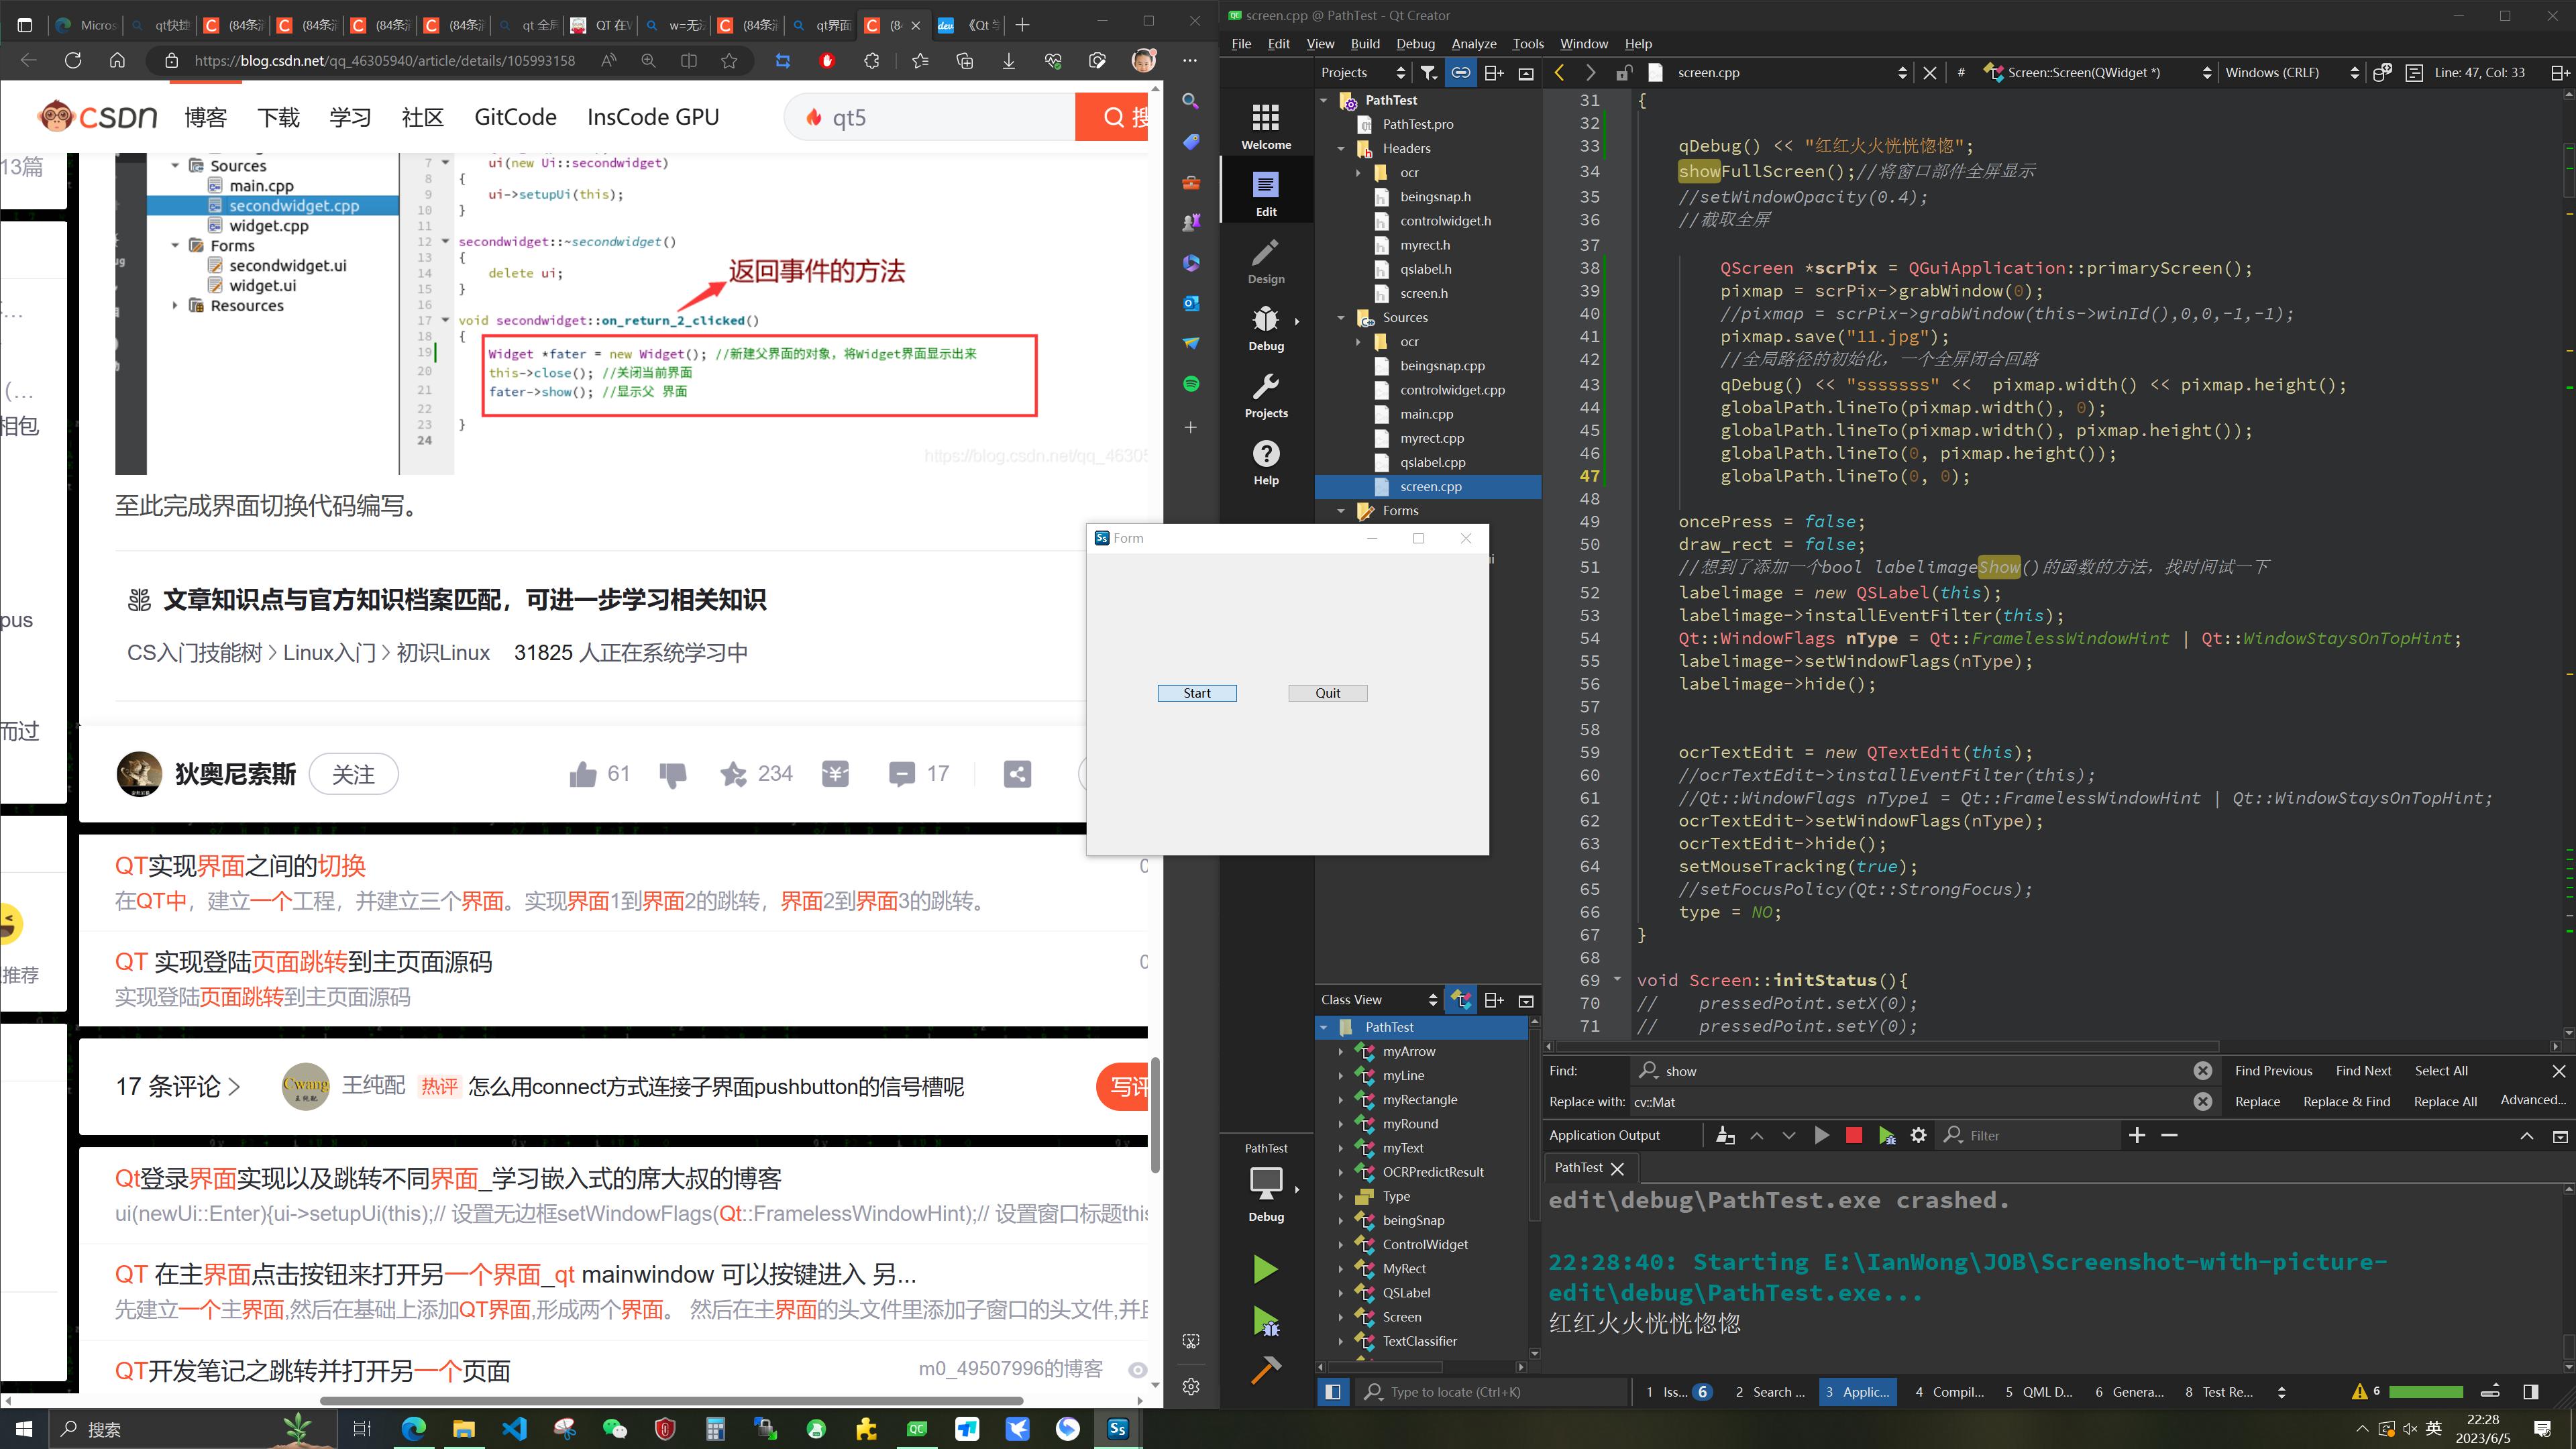 Micros
qt快捷
(84条消
(84条消
(84条消
(84条消
qt 全局
QT 在W
w=无法
(84条消
qt界面
(84
《Qt 学
https://blog.csdn.net/qq_46305940/article/details/105993158
CSDN
博客
下载
学习
社区
GitCode
InsCode GPU
qt5
搜
13篇
Sources
main.cpp
secondwidget.cpp
widget.cpp
Forms
secondwidget.ui
widget.ui
Resources
7 ui(new Ui::secondwidget)
8 {
9 ui->setupUi(this);
10 }
11
12 secondwidget::~secondwidget()
13 {
14 delete ui;
15 }
16
17 void secondwidget::on_return_2_clicked()
18 {
19 Widget *fater = new Widget(); //新建父界面的对象，将Widget界面显示出来
20 this->close(); //关闭当前界面
21 fater->show(); //显示父 界面
22
23 }
24
返回事件的方法
https://blog.csdn.net/qq_46305
(…
相包
pus
而过
推荐
至此完成界面切换代码编写。
文章知识点与官方知识档案匹配，可进一步学习相关知识
CS入门技能树>Linux入门>初识Linux 31825 人正在系统学习中
狄奥尼索斯
关注
61
234
17
QT实现界面之间的切换
在QT中，建立一个工程，并建立三个界面。实现界面1到界面2的跳转，界面2到界面3的跳转。
QT 实现登陆页面跳转到主页面源码
实现登陆页面跳转到主页面源码
17 条评论>
Cwang
王纯配
热评
怎么用connect方式连接子界面pushbutton的信号槽呢
写评
Qt登录界面实现以及跳转不同界面_学习嵌入式的席大叔的博客
ui(newUi::Enter){ui->setupUi(this);// 设置无边框setWindowFlags(Qt::FramelessWindowHint);// 设置窗口标题this
QT 在主界面点击按钮来打开另一个界面_qt mainwindow 可以按键进入 另...
先建立一个主界面,然后在基础上添加QT界面,形成两个界面。 然后在主界面的头文件里添加子窗口的头文件,并且
QT开发笔记之跳转并打开另一个页面
m0_49507996的博客
Form
Start
Quit
screen.cpp @ PathTest - Qt Creator
File Edit View Build Debug Analyze Tools Window Help
Projects
screen.cpp
#
Screen::Screen(QWidget *)
Windows (CRLF)
Line: 47, Col: 33
Welcome
Edit
Design
Debug
Projects
Help
PathTest
PathTest.pro
Headers
ocr
beingsnap.h
controlwidget.h
myrect.h
qslabel.h
screen.h
Sources
ocr
beingsnap.cpp
controlwidget.cpp
main.cpp
myrect.cpp
qslabel.cpp
screen.cpp
Forms
ui
31 {
32
33 qDebug() << "红红火火恍恍惚惚";
34 showFullScreen();//将窗口部件全屏显示
35 //setWindowOpacity(0.4);
36 //截取全屏
37
38 QScreen *scrPix = QGuiApplication::primaryScreen();
39 pixmap = scrPix->grabWindow(0);
40 //pixmap = scrPix->grabWindow(this->winId(),0,0,-1,-1);
41 pixmap.save("11.jpg");
42 //全局路径的初始化，一个全屏闭合回路
43 qDebug() << "sssssss" << pixmap.width() << pixmap.height();
44 globalPath.lineTo(pixmap.width(), 0);
45 globalPath.lineTo(pixmap.width(), pixmap.height());
46 globalPath.lineTo(0, pixmap.height());
47 globalPath.lineTo(0, 0);
48
49 oncePress = false;
50 draw_rect = false;
51 //想到了添加一个bool labelimageShow()的函数的方法，找时间试一下
52 labelimage = new QSLabel(this);
53 labelimage->installEventFilter(this);
54 Qt::WindowFlags nType = Qt::FramelessWindowHint | Qt::WindowStaysOnTopHint;
55 labelimage->setWindowFlags(nType);
56 labelimage->hide();
57
58
59 ocrTextEdit = new QTextEdit(this);
60 //ocrTextEdit->installEventFilter(this);
61 //Qt::WindowFlags nType1 = Qt::FramelessWindowHint | Qt::WindowStaysOnTopHint;
62 ocrTextEdit->setWindowFlags(nType);
63 ocrTextEdit->hide();
64 setMouseTracking(true);
65 //setFocusPolicy(Qt::StrongFocus);
66 type = NO;
67 }
68
69 void Screen::initStatus(){
70 // pressedPoint.setX(0);
71 // pressedPoint.setY(0);
Class View
PathTest
myArrow
myLine
myRectangle
myRound
myText
OCRPredictResult
Type
beingSnap
ControlWidget
MyRect
QSLabel
Screen
TextClassifier
Find:
show
Find Previous
Find Next
Select All
Replace with:
cv::Mat
Replace
Replace & Find
Replace All
Advanced...
Application Output
Filter
PathTest
edit\debug\PathTest.exe crashed.
22:28:40: Starting E:\IanWong\JOB\Screenshot-with-picture-
edit\debug\PathTest.exe...
红红火火恍恍惚惚
PathTest
Debug
Type to locate (Ctrl+K)
1 Iss... 6
2 Search ...
3 Applic...
4 Compil...
5 QML D...
6 Genera...
8 Test Re...
6
搜索
英
22:28
2023/6/5